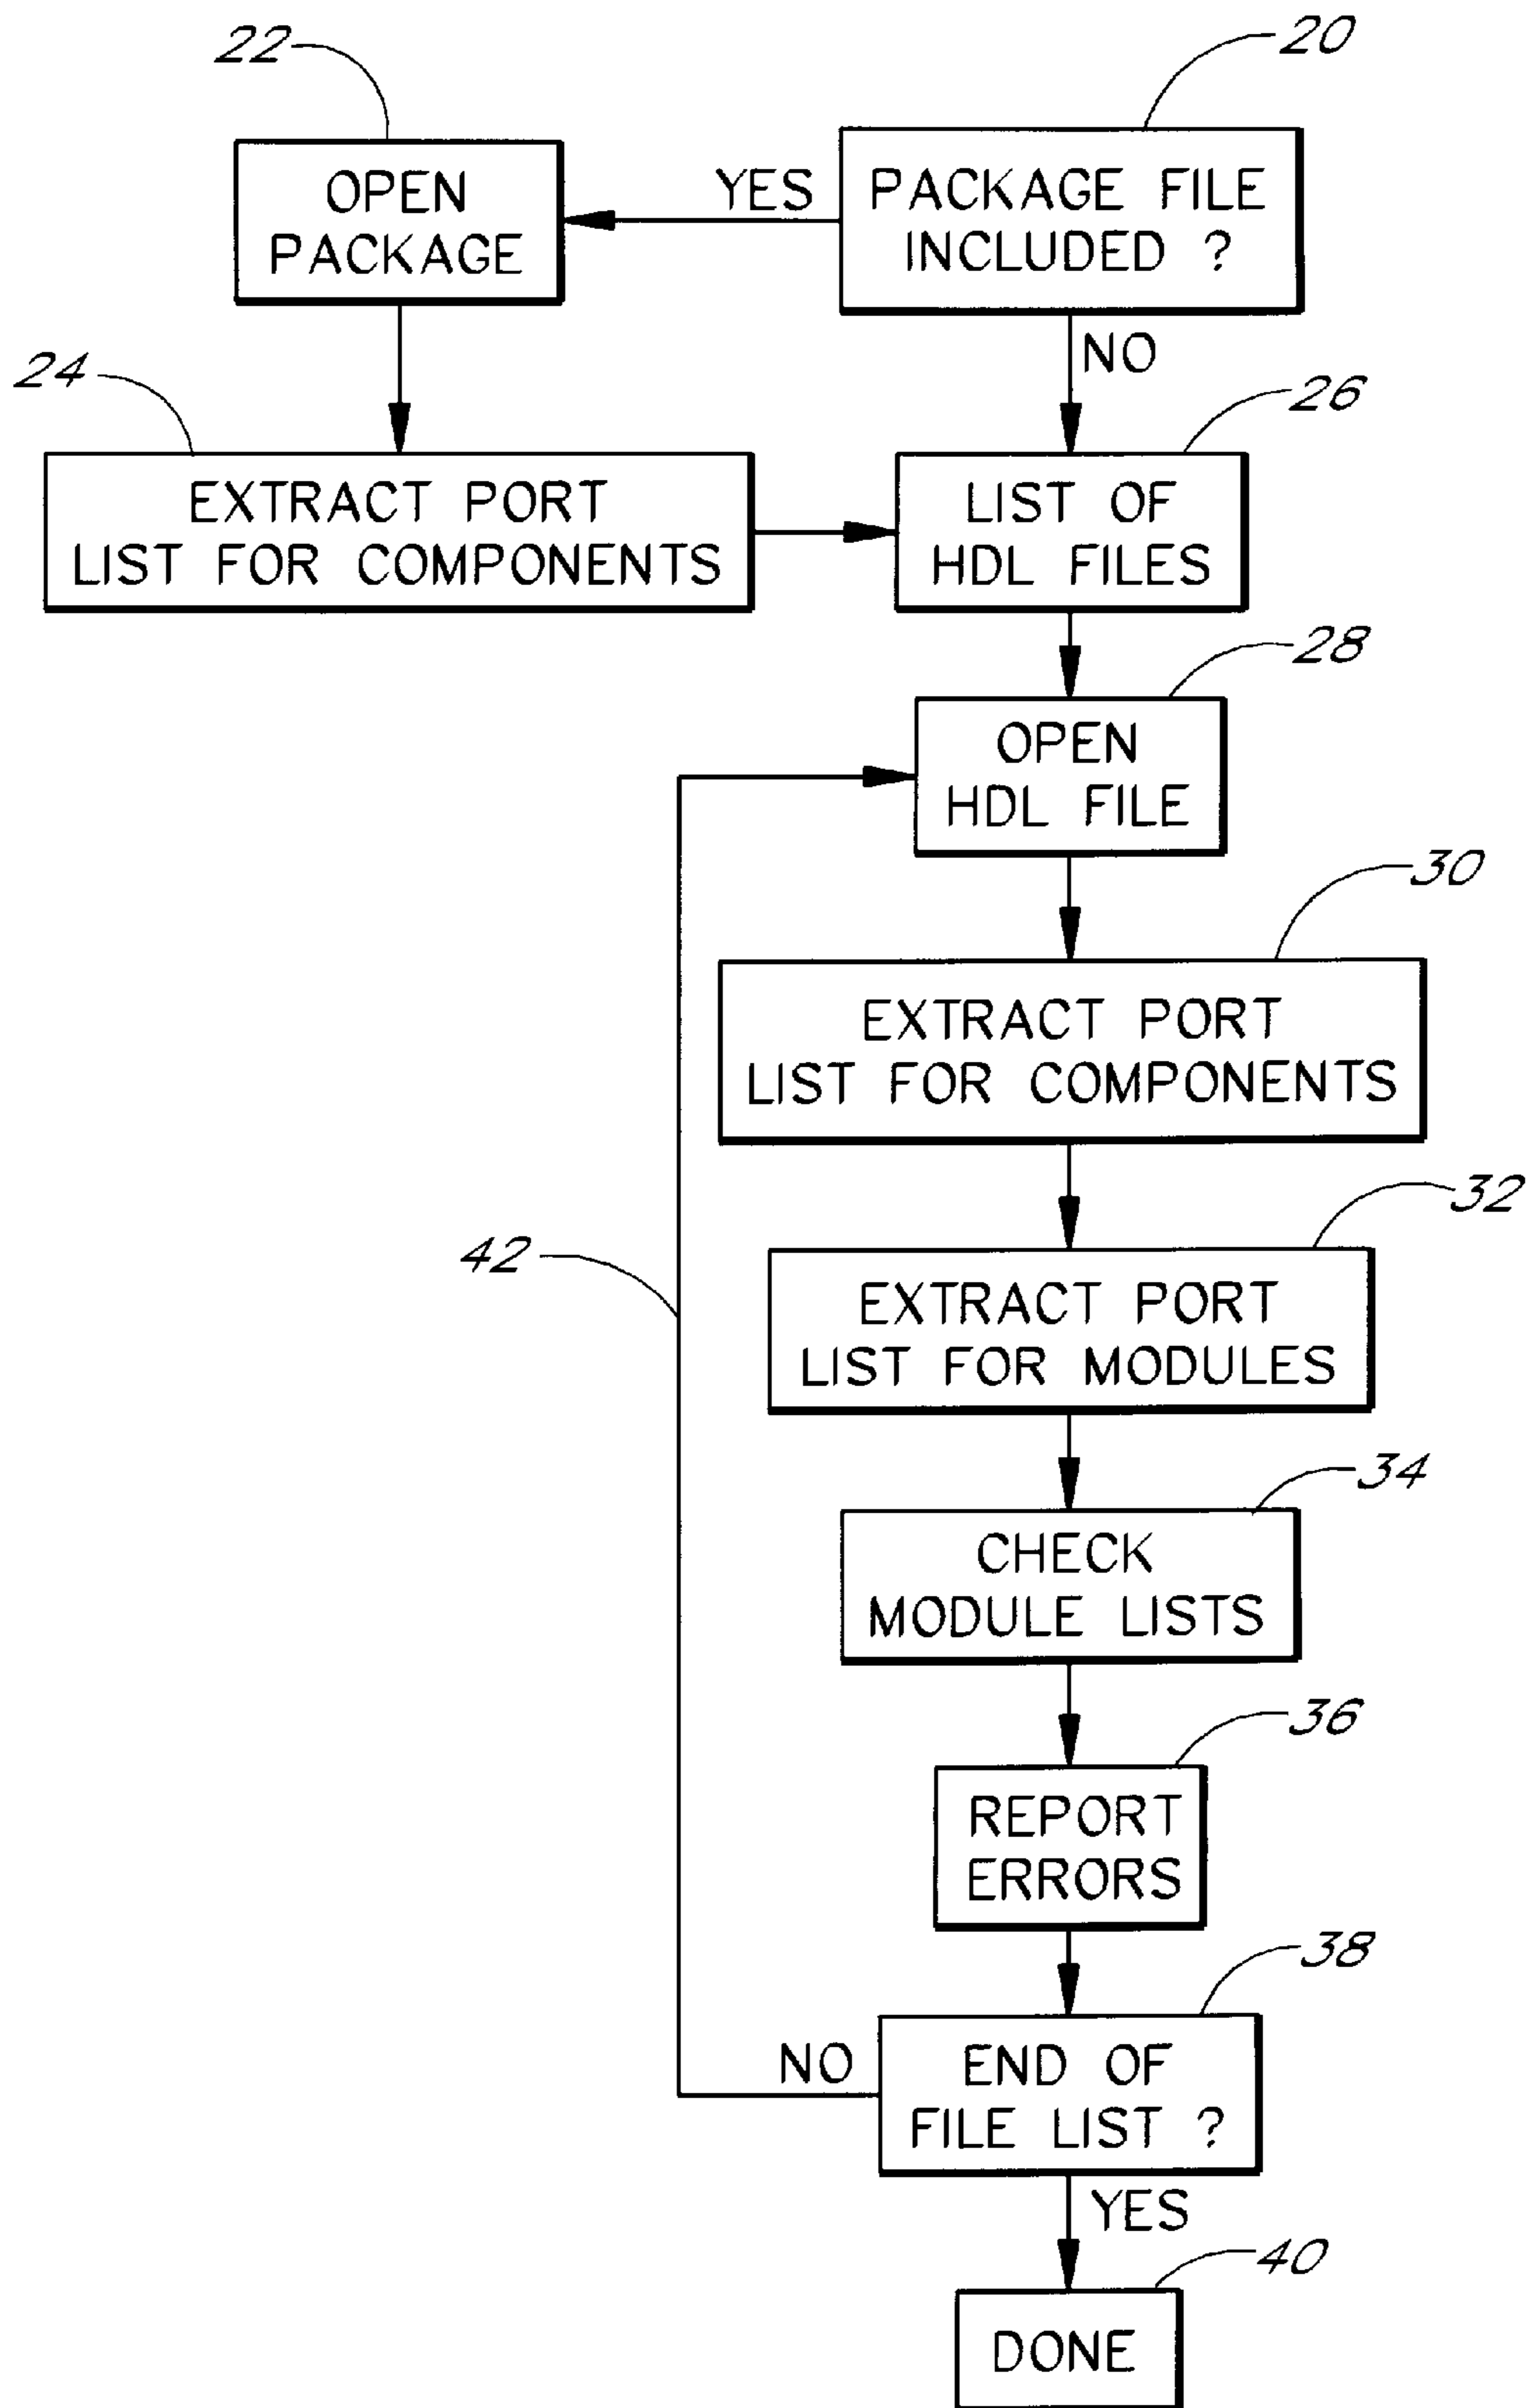 22
20
OPEN
PACKAGE
YES
PACKAGE FILE
INCLUDED ?
NO
24
26
EXTRACT PORT
LIST FOR COMPONENTS
LIST OF
HDL FILES
28
OPEN
HDL FILE
30
EXTRACT PORT
LIST FOR COMPONENTS
32
42
EXTRACT PORT
LIST FOR MODULES
34
CHECK
MODULE LISTS
36
REPORT
ERRORS
38
NO
END OF
FILE LIST ?
YES
40
DONE